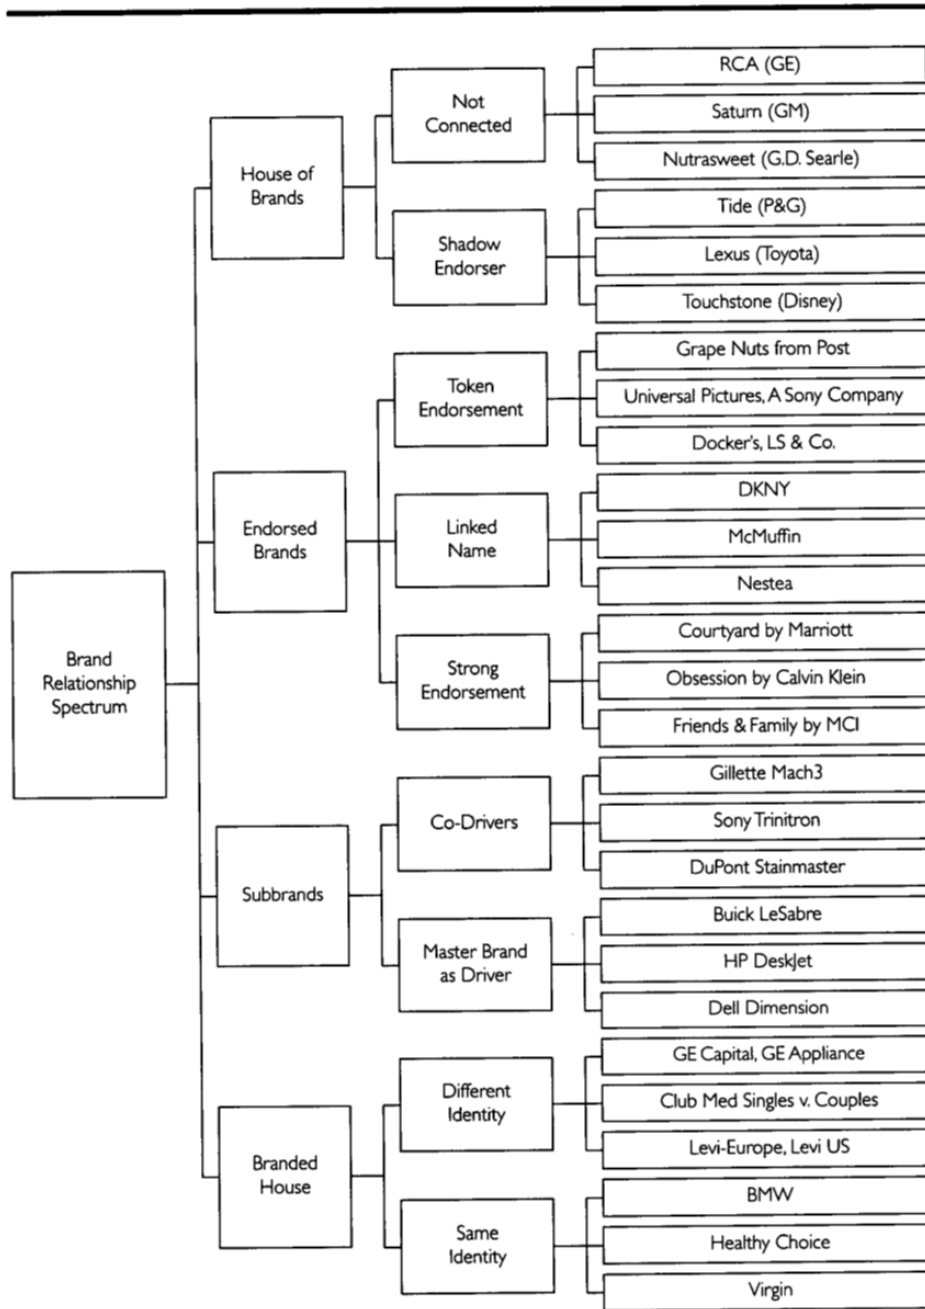 Brand
Relationship
Spectrum
House of
Brands
Not
Connected
RCA (GE)
Saturn (GM)
Nutrasweet (G.D. Searle)
Shadow
Endorser
Tide (P&G)
Lexus (Toyota)
Touchstone (Disney)
Endorsed
Brands
Token
Endorsement
Grape Nuts from Post
Universal Pictures, A Sony Company
Docker's, LS & Co.
Linked
Name
DKNY
McMuffin
Nestea
Strong
Endorsement
Courtyard by Marriott
Obsession by Calvin Klein
Friends & Family by MCI
Subbrands
Co-Drivers
Gillette Mach3
Sony Trinitron
DuPont Stainmaster
Master Brand
as Driver
Buick LeSabre
HP DeskJet
Dell Dimension
Branded
House
Different
Identity
GE Capital, GE Appliance
Club Med Singles v. Couples
Levi-Europe, Levi US
Same
Identity
BMW
Healthy Choice
Virgin